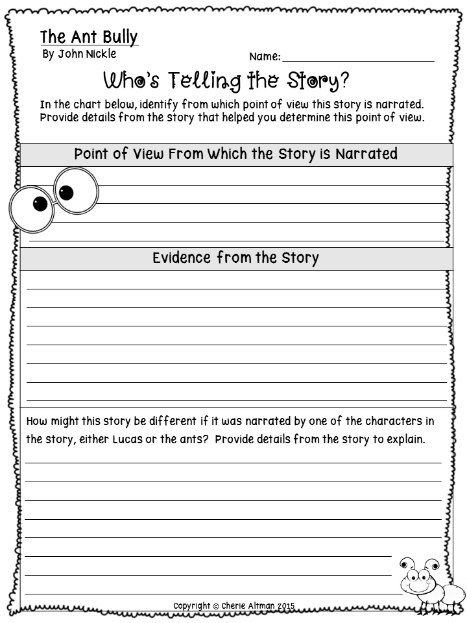 The Ant Bully
By John Nickle
Name:
Who's Telling the Story?
In the chart below, identify from which point of view this story is narrated.
Provide details from the story that helped you determine this point of view.
Point of View From Which the Story is Narrated
Evidence from the Story
How might this story be different if it was narrated by one of the characters in
the story, either Lucas or the ants? Provide details from the story to explain.
Copyright © Cherie Altman 2015